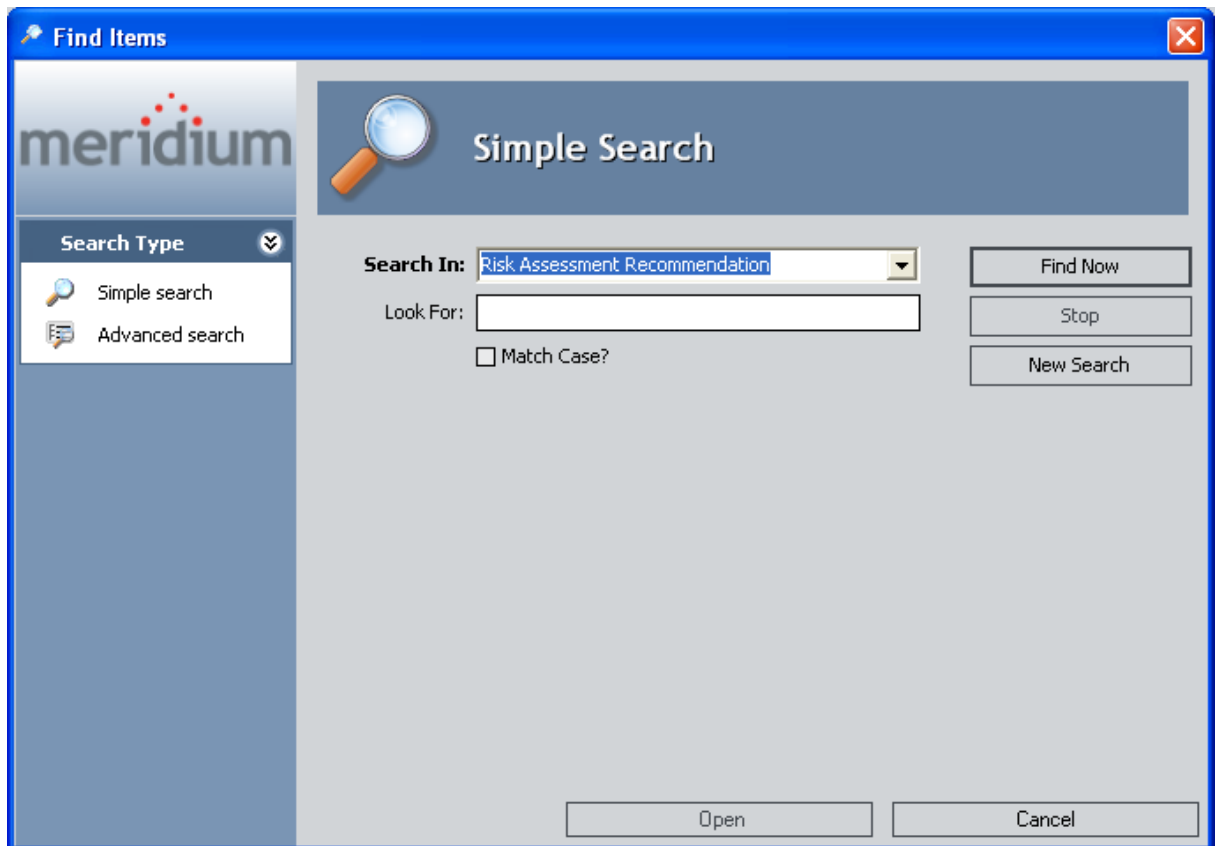 Find Items
meridium
Simple Search
Search Type
Simple search
Advanced search
Search In: Risk Assessment Recommendation
Look For:
Match Case?
Find Now
Stop
New Search
Open
Cancel